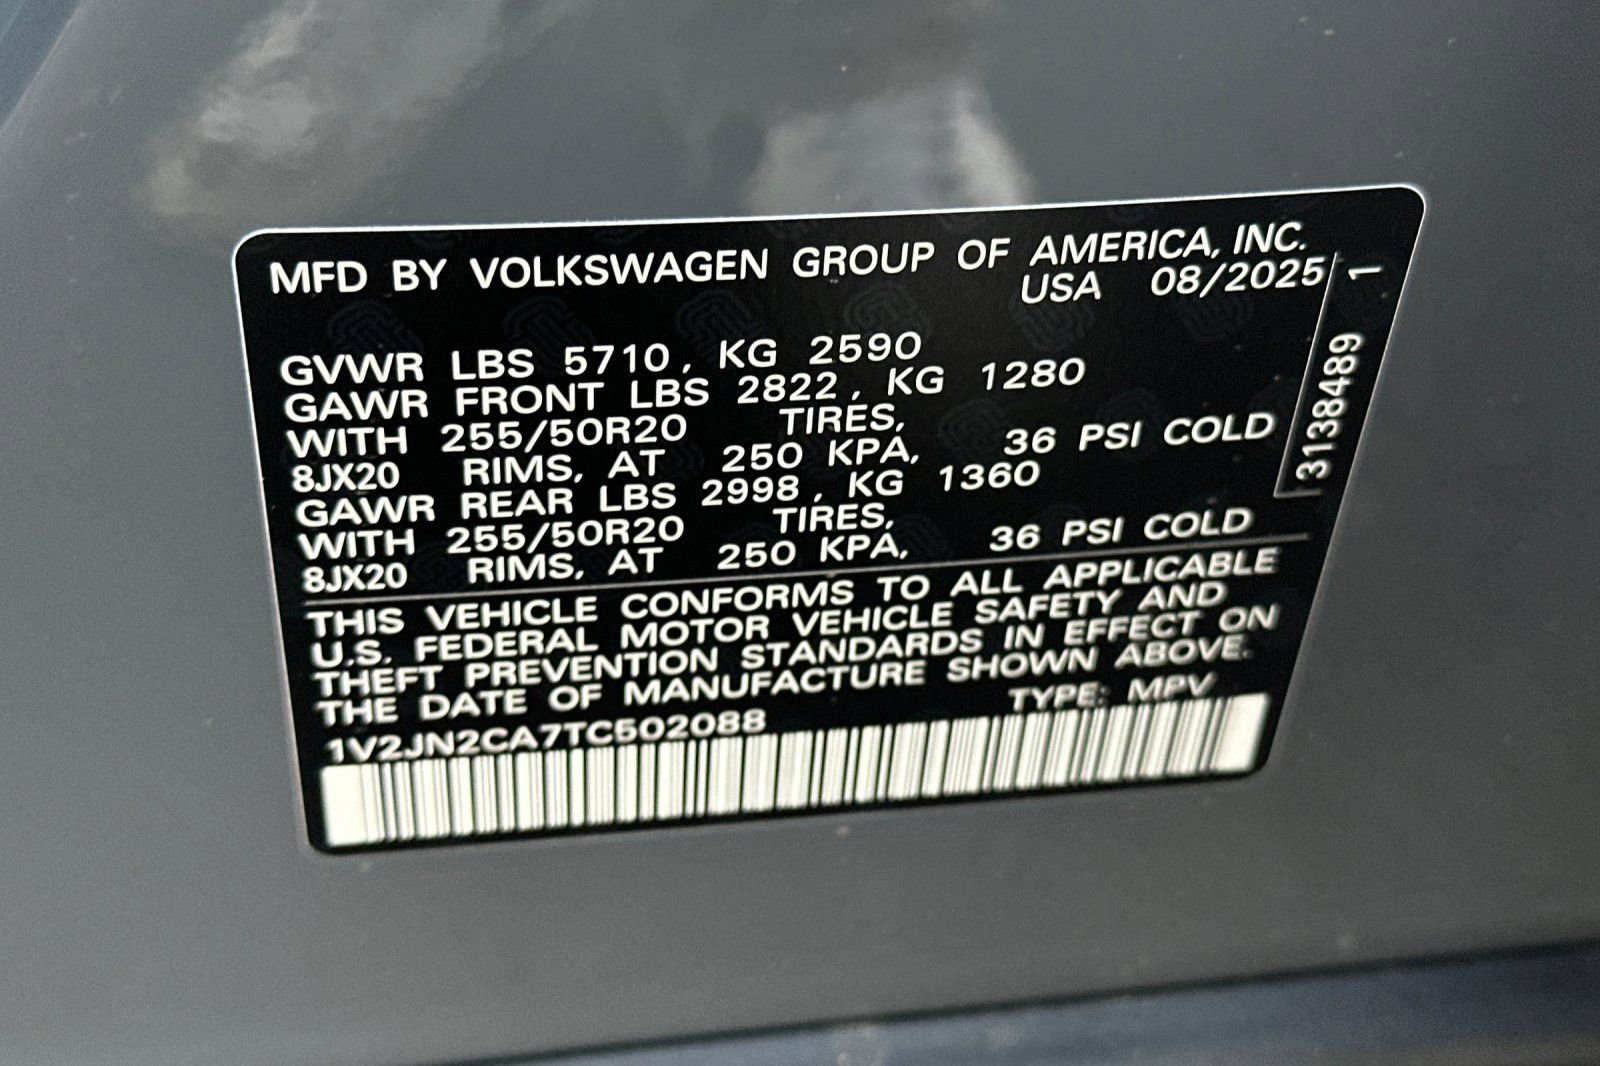 MFD BY VOLKSWAGEN GROUP OF AMERICA, INC.
USA 08/2025
GVWR LBS 5710, KG 2590
GAWR FRONT LBS 2822, KG 1280
WITH 255/50R20 TIRES,
8JX20 RIMS, AT 250 KPA, 36 PSI COLD
GAWR REAR LBS 2998, KG 1360
WITH 255/50R20 TIRES,
8JX20 RIMS, AT 250 KPA, 36 PSI COLD
THIS VEHICLE CONFORMS TO ALL APPLICABLE
U.S. FEDERAL MOTOR VEHICLE SAFETY AND
THEFT PREVENTION STANDARDS IN EFFECT ON
THE DATE OF MANUFACTURE SHOWN ABOVE.
1V2JN2CA7TC502088 TYPE: MPV
3138489 1